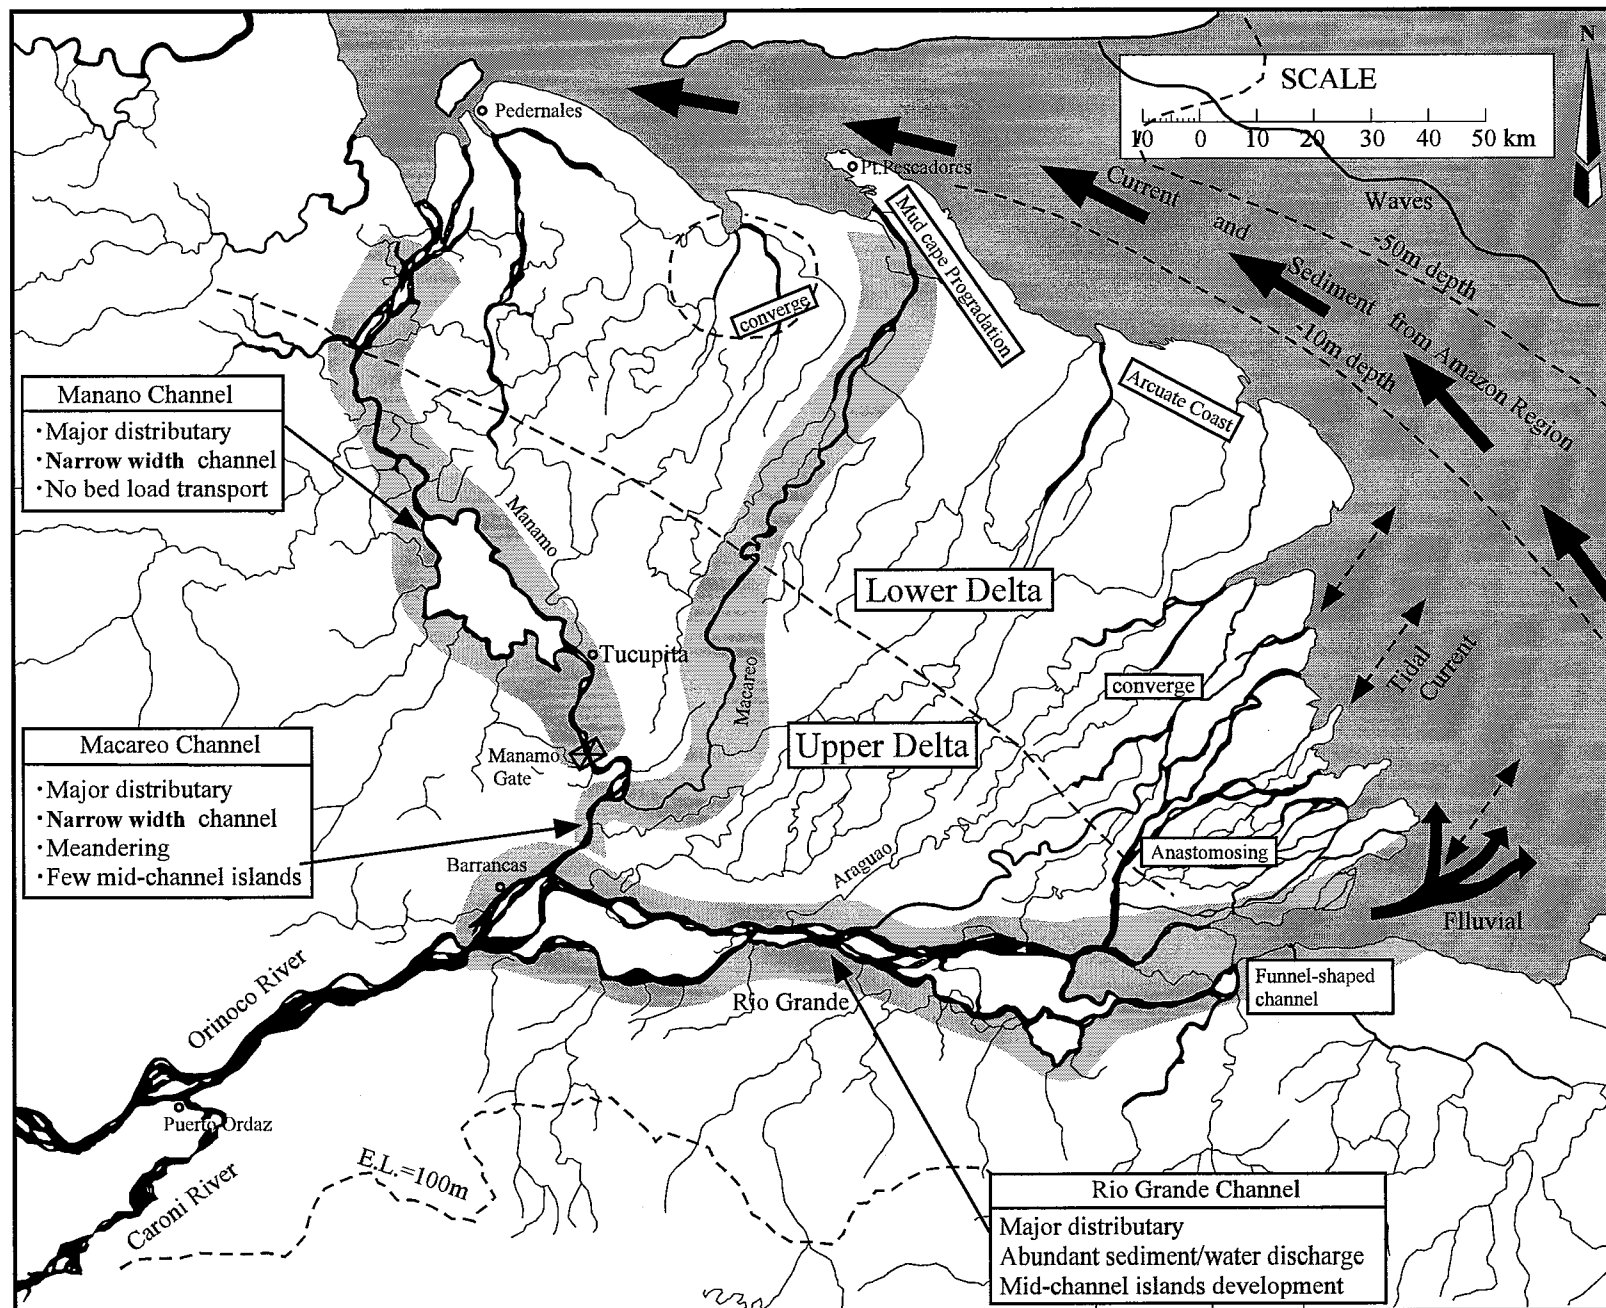 N
SCALE
10 0 10 20 30 40 50 km
Pedernales
Pt.Pescadores
Current and Sediment from Amazon Region
Waves
-50m depth
-10m depth
Mud cape Progradation
converge
Arcuate Coast
Manano Channel
·Major distributary
·Narrow width channel
·No bed load transport
Manamo
Lower Delta
Tucupita
Macareo
converge
Tidal
Current
Upper Delta
Macareo Channel
·Major distributary
·Narrow width channel
·Meandering
·Few mid-channel islands
Manamo
Gate
Barrancas
Araguao
Anastomosing
Flluvial
Orinoco River
Rio Grande
Funnel-shaped
channel
Puerto Ordaz
Caroni River
E.L.=100m
Rio Grande Channel
Major distributary
Abundant sediment/water discharge
Mid-channel islands development